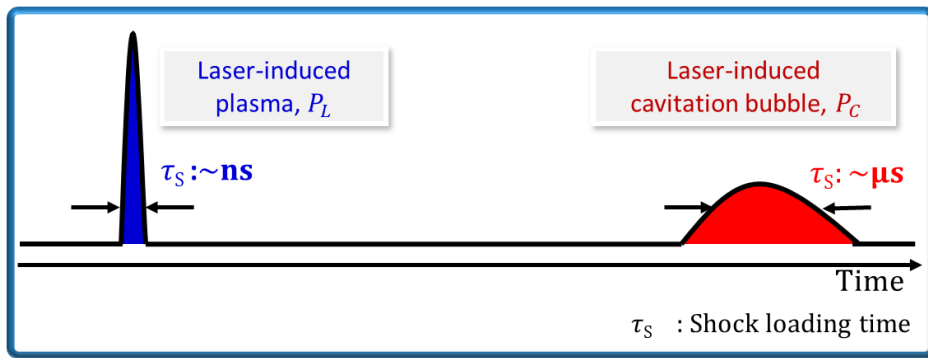 Laser-induced
plasma, P_L
Laser-induced
cavitation bubble, P_C
τ_S :~ns
τ_S: ~μs
Time
τ_S : Shock loading time